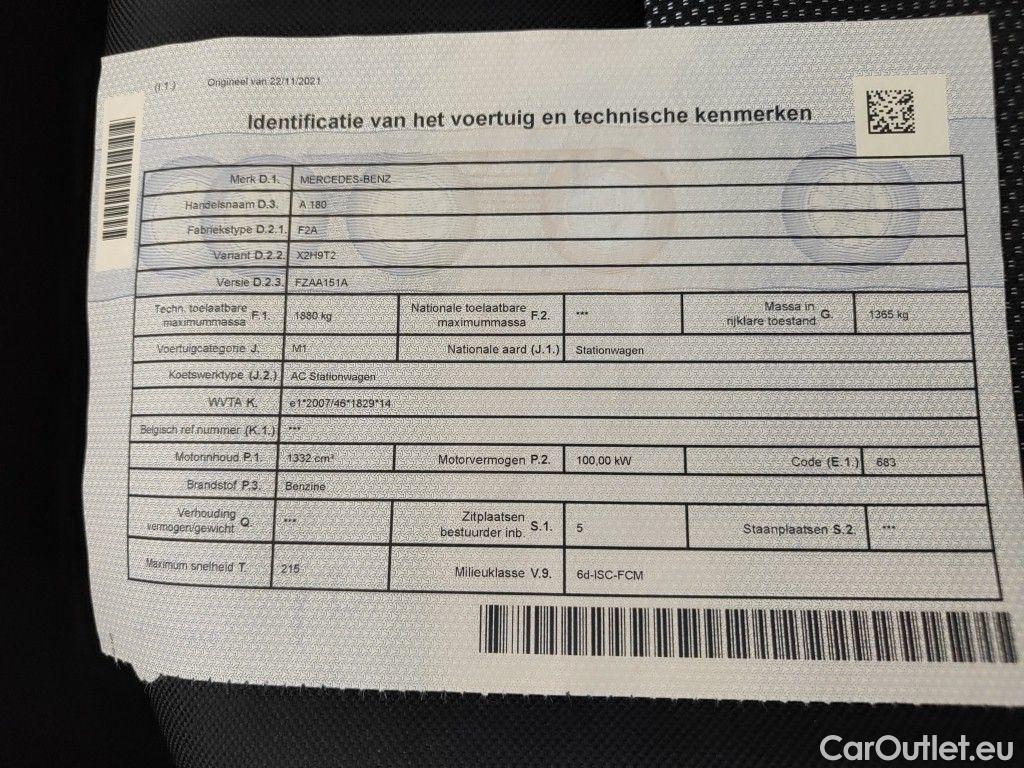 (I.1.) Origineel van 22/11/2021
Identificatie van het voertuig en technische kenmerken
Merk D.1. MERCEDES-BENZ
Handelsnaam D.3. A 180
Fabriekstype D.2.1. F2A
Variant D.2.2. X2H9T2
Versie D.2.3. FZAA151A
Techn. toelaatbare maximummassa F.1. 1880 kg Nationale toelaatbare maximummassa F.2. *** Massa in rijklare toestand G. 1365 kg
Voertuigcategorie J. M1 Nationale aard (J.1.) Stationwagen
Koetswerktype (J.2.) AC Stationwagen
WVTA K. e1*2007/46*1829*14
Belgisch ref.nummer (K.1.) ***
Motorinhoud P.1. 1332 cm³ Motorvermogen P.2. 100,00 kW Code (E.1.) 683
Brandstof P.3. Benzine
Verhouding vermogen/gewicht Q. *** Zitplaatsen bestuurder inb. S.1. 5 Staanplaatsen S.2. ***
Maximum snelheid T. 215 Milieuklasse V.9. 6d-ISC-FCM
CarOutlet.eu